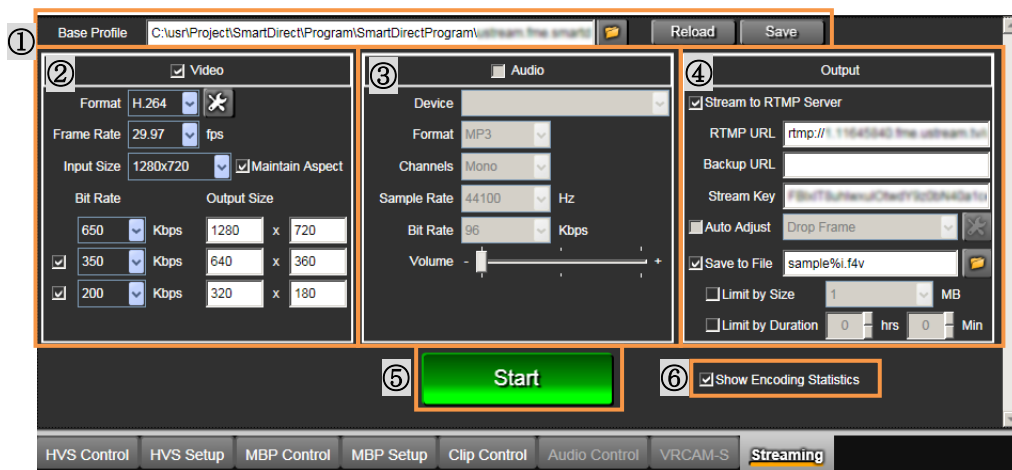 ① Base Profile C:\usr\Project\SmartDirect\Program\SmartDirectProgram\ Reload Save
② Video
Format H.264
Frame Rate 29.97 fps
Input Size 1280x720 Maintain Aspect
Bit Rate Output Size
650 Kbps 1280 x 720
350 Kbps 640 x 360
200 Kbps 320 x 180
③ Audio
Device
Format MP3
Channels Mono
Sample Rate 44100 Hz
Bit Rate 96 Kbps
Volume - +
④ Output
Stream to RTMP Server
RTMP URL rtmp://
Backup URL
Stream Key
Auto Adjust Drop Frame
Save to File sample%i.f4v
Limit by Size 1 MB
Limit by Duration 0 hrs 0 Min
⑤ Start
⑥ Show Encoding Statistics
HVS Control HVS Setup MBP Control MBP Setup Clip Control Audio Control VRCAM-S Streaming